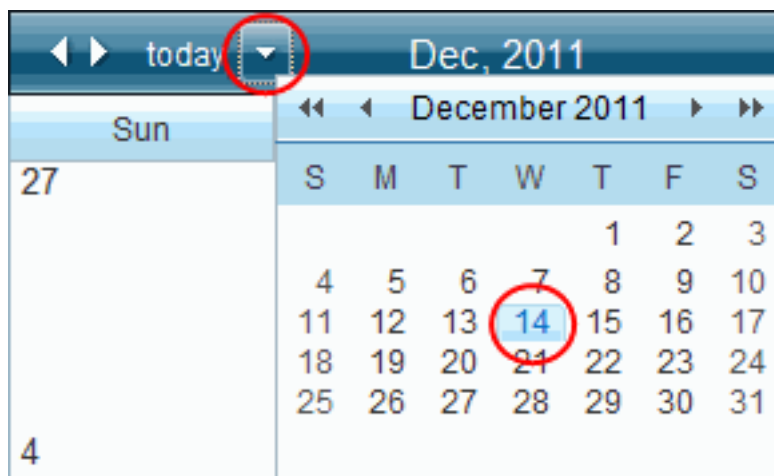 today Dec, 2011
December 2011
Sun
S M T W T F S
27
1 2 3
4 5 6 7 8 9 10
11 12 13 14 15 16 17
18 19 20 21 22 23 24
25 26 27 28 29 30 31
4